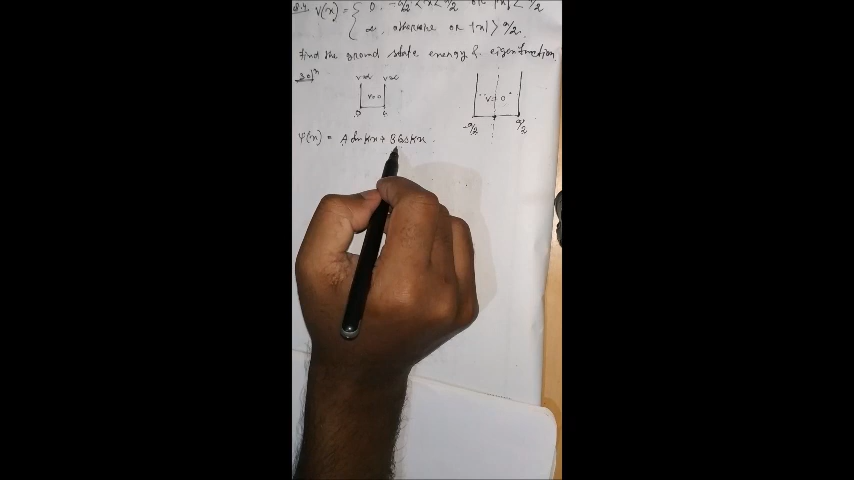 Q.4. V(x) = { 0, -a/2 < x < a/2 or |x| < a/2
∞, otherwise or |x| > a/2.
Find the ground state energy & eigenfunction
Solⁿ
V=∞ V=∞
V=0
0 a
V=0
-a/2 a/2
Ψ(x) = A sin kx + B Cos kx.